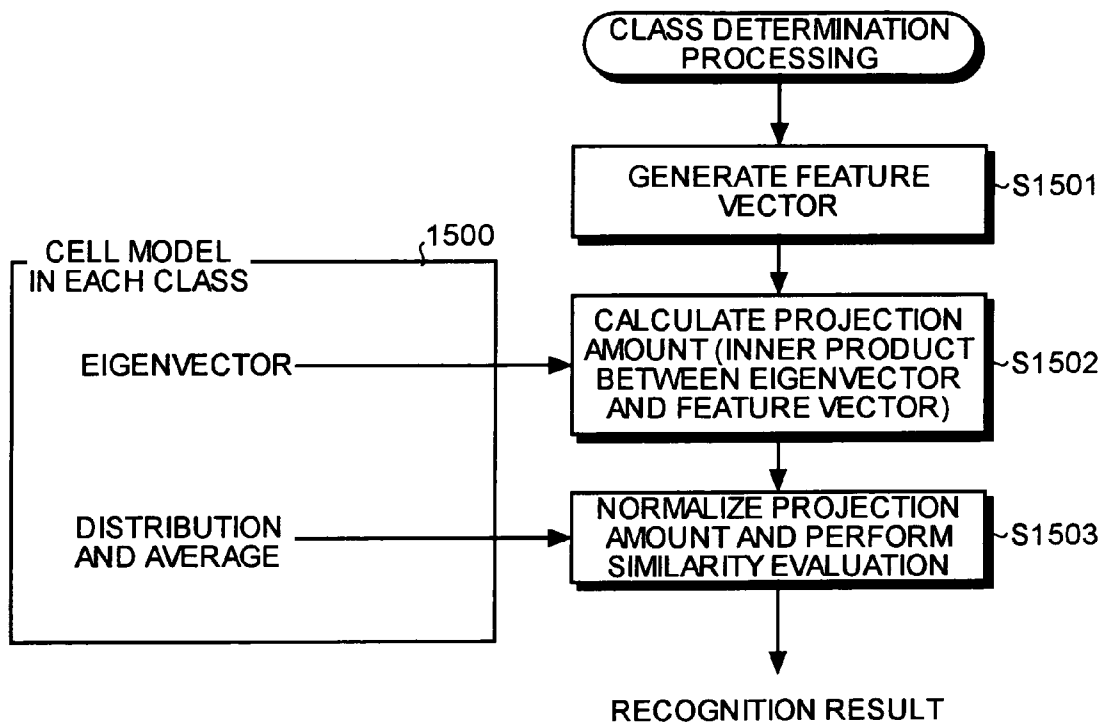 CLASS DETERMINATION
PROCESSING
GENERATE FEATURE
VECTOR
~S1501
1500
CELL MODEL
IN EACH CLASS
EIGENVECTOR
CALCULATE PROJECTION
AMOUNT (INNER PRODUCT
BETWEEN EIGENVECTOR
AND FEATURE VECTOR)
~S1502
DISTRIBUTION
AND AVERAGE
NORMALIZE PROJECTION
AMOUNT AND PERFORM
SIMILARITY EVALUATION
~S1503
RECOGNITION RESULT